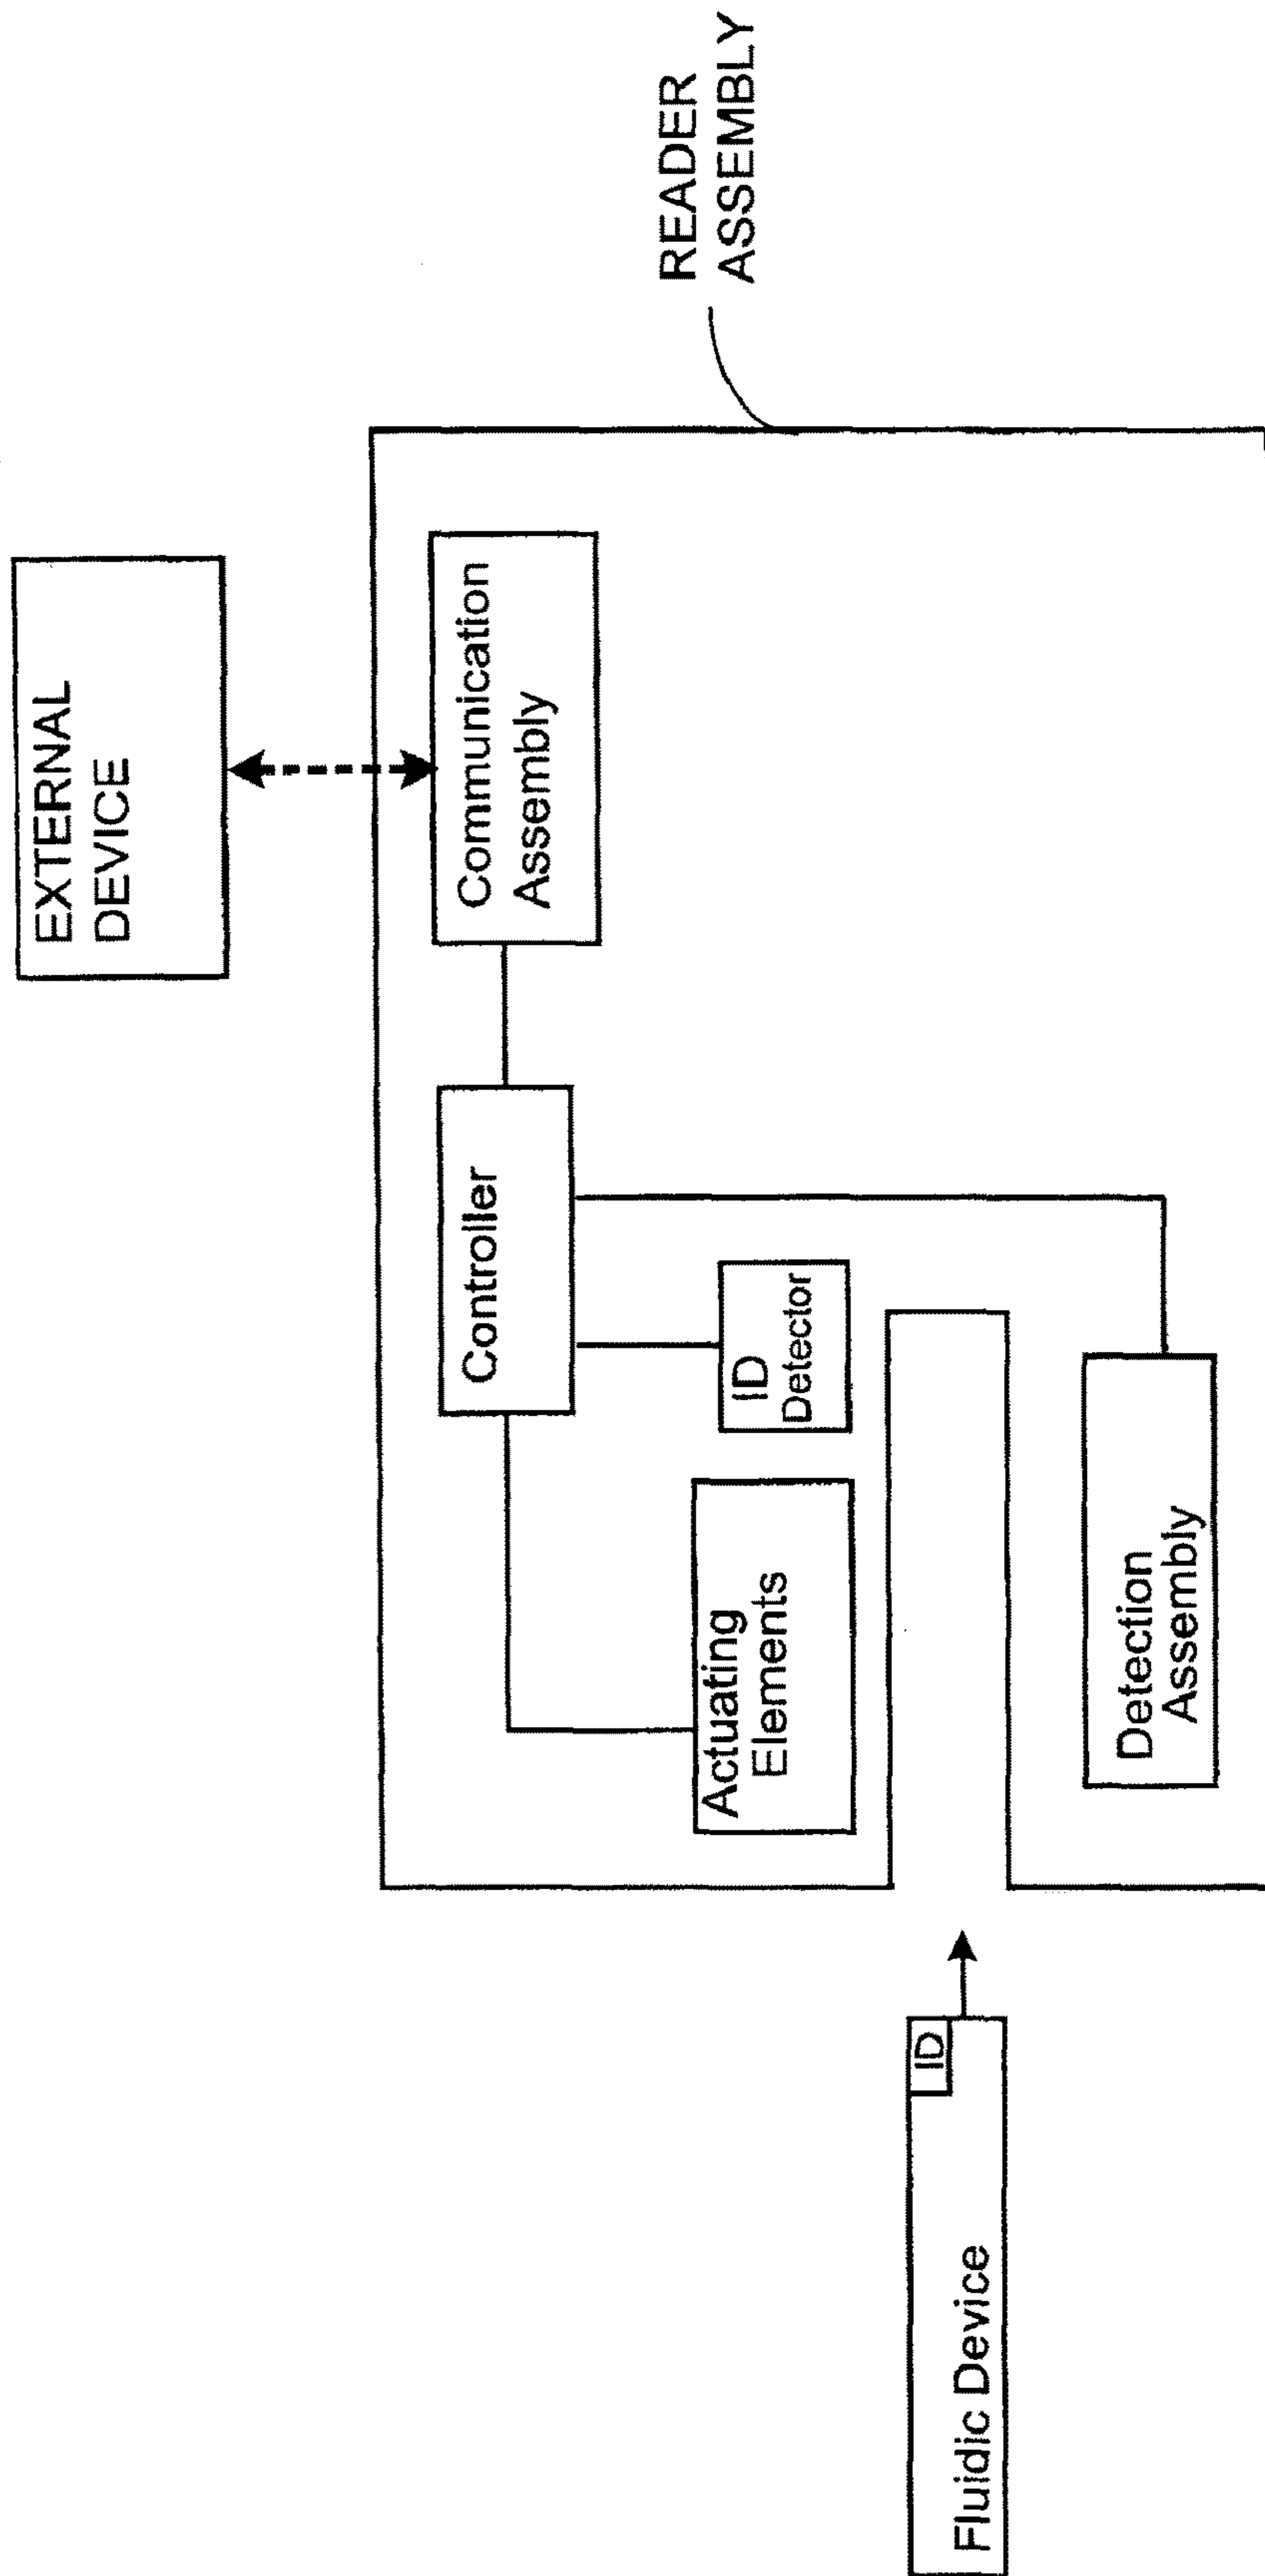 EXTERNAL
DEVICE
READER
ASSEMBLY
Communication
Assembly
Controller
ID
Detector
Actuating
Elements
Detection
Assembly
ID
Fluidic Device